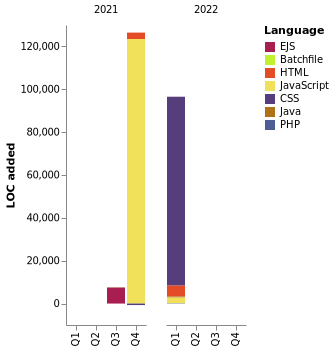 2021 2022
Language
EJS
Batchfile
HTML
JavaScript
CSS
Java
PHP
LOC added
120,000
100,000
80,000
60,000
40,000
20,000
0
Q1 Q2 Q3 Q4 Q1 Q2 Q3 Q4